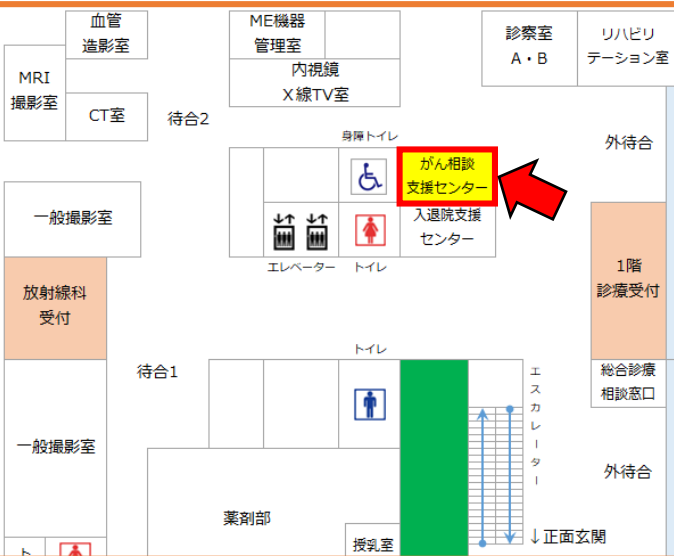 血管
造影室
ME機器
管理室
診察室
A・B
リハビリ
テーション室
MRI
撮影室
内視鏡
X線TV室
CT室
待合2
身障トイレ
外待合
がん相談
支援センター
一般撮影室
入退院支援
センター
エレベーター
トイレ
1階
診療受付
放射線科
受付
トイレ
待合1
エスカレーター
総合診療
相談窓口
一般撮影室
外待合
薬剤部
授乳室
↓正面玄関